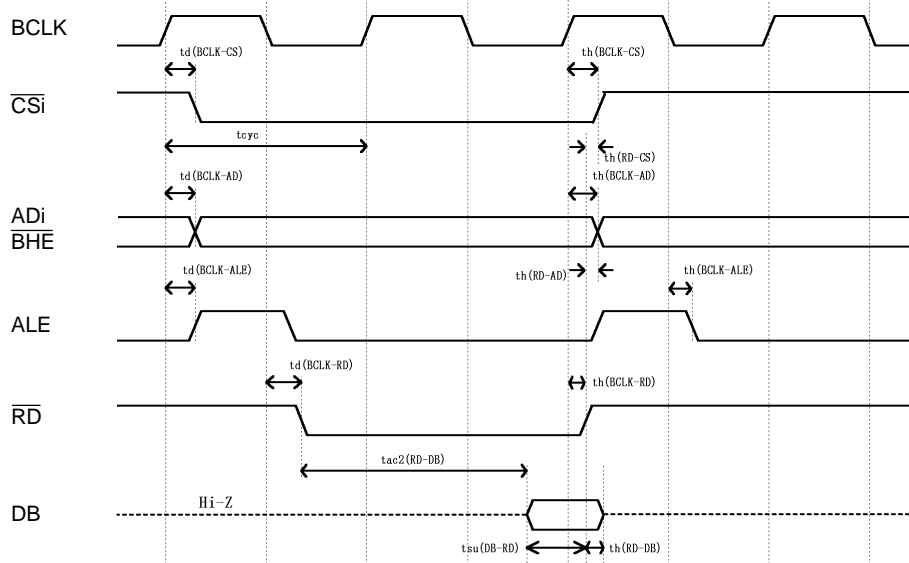 BCLK
td(BCLK-CS)
th(BCLK-CS)
CSi
tcyc
th(RD-CS)
td(BCLK-AD)
th(BCLK-AD)
ADi
BHE
td(BCLK-ALE)
th(RD-AD)
th(BCLK-ALE)
ALE
td(BCLK-RD)
th(BCLK-RD)
RD
tac2(RD-DB)
Hi-Z
DB
tsu(DB-RD)
th(RD-DB)